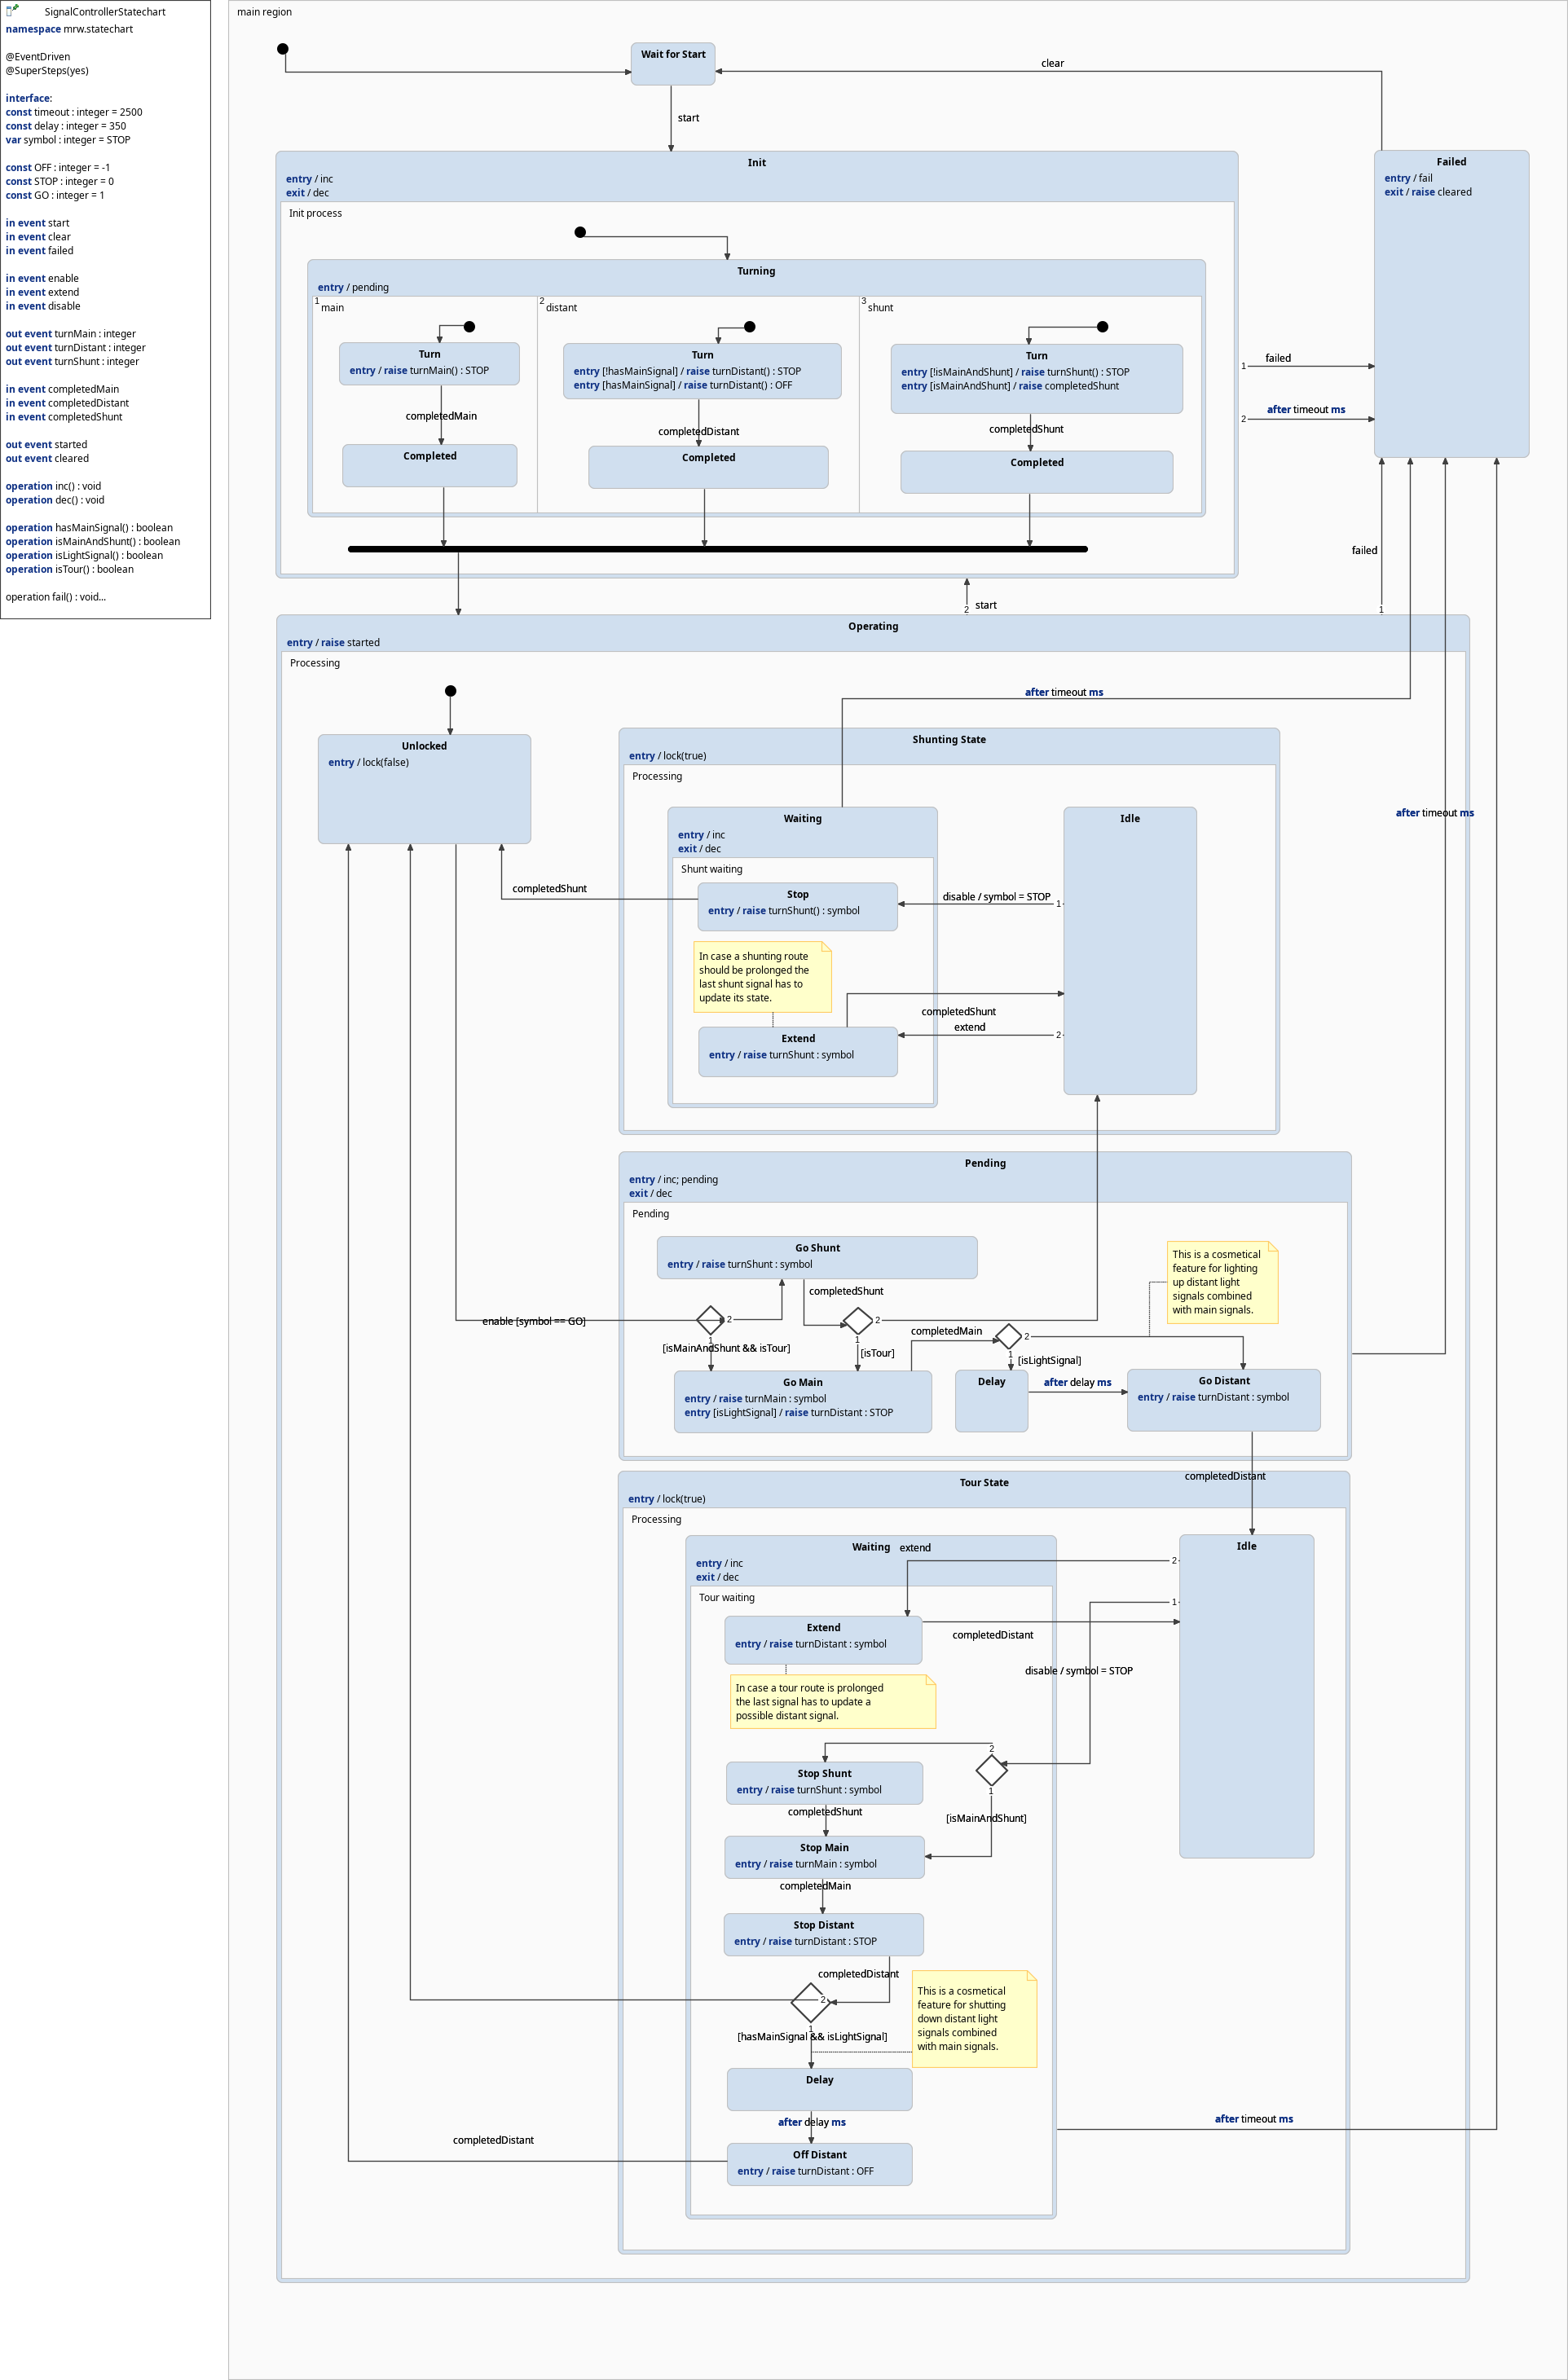 SignalControllerStatechart
namespace mrw.statechart
@EventDriven
@SuperSteps(yes)
interface:
const timeout : integer = 2500
const delay : integer = 350
var symbol : integer = STOP
const OFF : integer = -1
const STOP : integer = 0
const GO : integer = 1
in event start
in event clear
in event failed
in event enable
in event extend
in event disable
out event turnMain : integer
out event turnDistant : integer
out event turnShunt : integer
in event completedMain
in event completedDistant
in event completedShunt
out event started
out event cleared
operation inc() : void
operation dec() : void
operation hasMainSignal() : boolean
operation isMainAndShunt() : boolean
operation isLightSignal() : boolean
operation isTour() : boolean
operation fail() : void...
main region
Wait for Start
clear
start
Init
entry / inc
exit / dec
Init process
Turning
entry / pending
1
main
2
distant
3
shunt
Turn
entry / raise turnMain() : STOP
Turn
entry [!hasMainSignal] / raise turnDistant() : STOP
entry [hasMainSignal] / raise turnDistant() : OFF
Turn
entry [!isMainAndShunt] / raise turnShunt() : STOP
entry [isMainAndShunt] / raise completedShunt
completedMain
completedDistant
completedShunt
Completed
Completed
Completed
Failed
entry / fail
exit / raise cleared
1
failed
2
after timeout ms
failed
1
2
start
Operating
entry / raise started
Processing
after timeout ms
Unlocked
entry / lock(false)
Shunting State
entry / lock(true)
Processing
Waiting
entry / inc
exit / dec
Shunt waiting
Idle
after timeout ms
completedShunt
Stop
entry / raise turnShunt() : symbol
disable / symbol = STOP
1
In case a shunting route
should be prolonged the
last shunt signal has to
update its state.
completedShunt
extend
2
Extend
entry / raise turnShunt : symbol
Pending
entry / inc; pending
exit / dec
Pending
Go Shunt
entry / raise turnShunt : symbol
This is a cosmetical
feature for lighting
up distant light
signals combined
with main signals.
completedShunt
enable [symbol == GO]
2
1
[isMainAndShunt && isTour]
2
1
[isTour]
completedMain
2
1
[isLightSignal]
Go Main
entry / raise turnMain : symbol
entry [isLightSignal] / raise turnDistant : STOP
Delay
after delay ms
Go Distant
entry / raise turnDistant : symbol
completedDistant
Tour State
entry / lock(true)
Processing
Waiting
entry / inc
exit / dec
Tour waiting
extend
2
1
Idle
Extend
entry / raise turnDistant : symbol
completedDistant
disable / symbol = STOP
In case a tour route is prolonged
the last signal has to update a
possible distant signal.
2
1
[isMainAndShunt]
Stop Shunt
entry / raise turnShunt : symbol
completedShunt
Stop Main
entry / raise turnMain : symbol
completedMain
Stop Distant
entry / raise turnDistant : STOP
completedDistant
2
1
[hasMainSignal && isLightSignal]
This is a cosmetical
feature for shutting
down distant light
signals combined
with main signals.
Delay
after delay ms
after timeout ms
completedDistant
Off Distant
entry / raise turnDistant : OFF